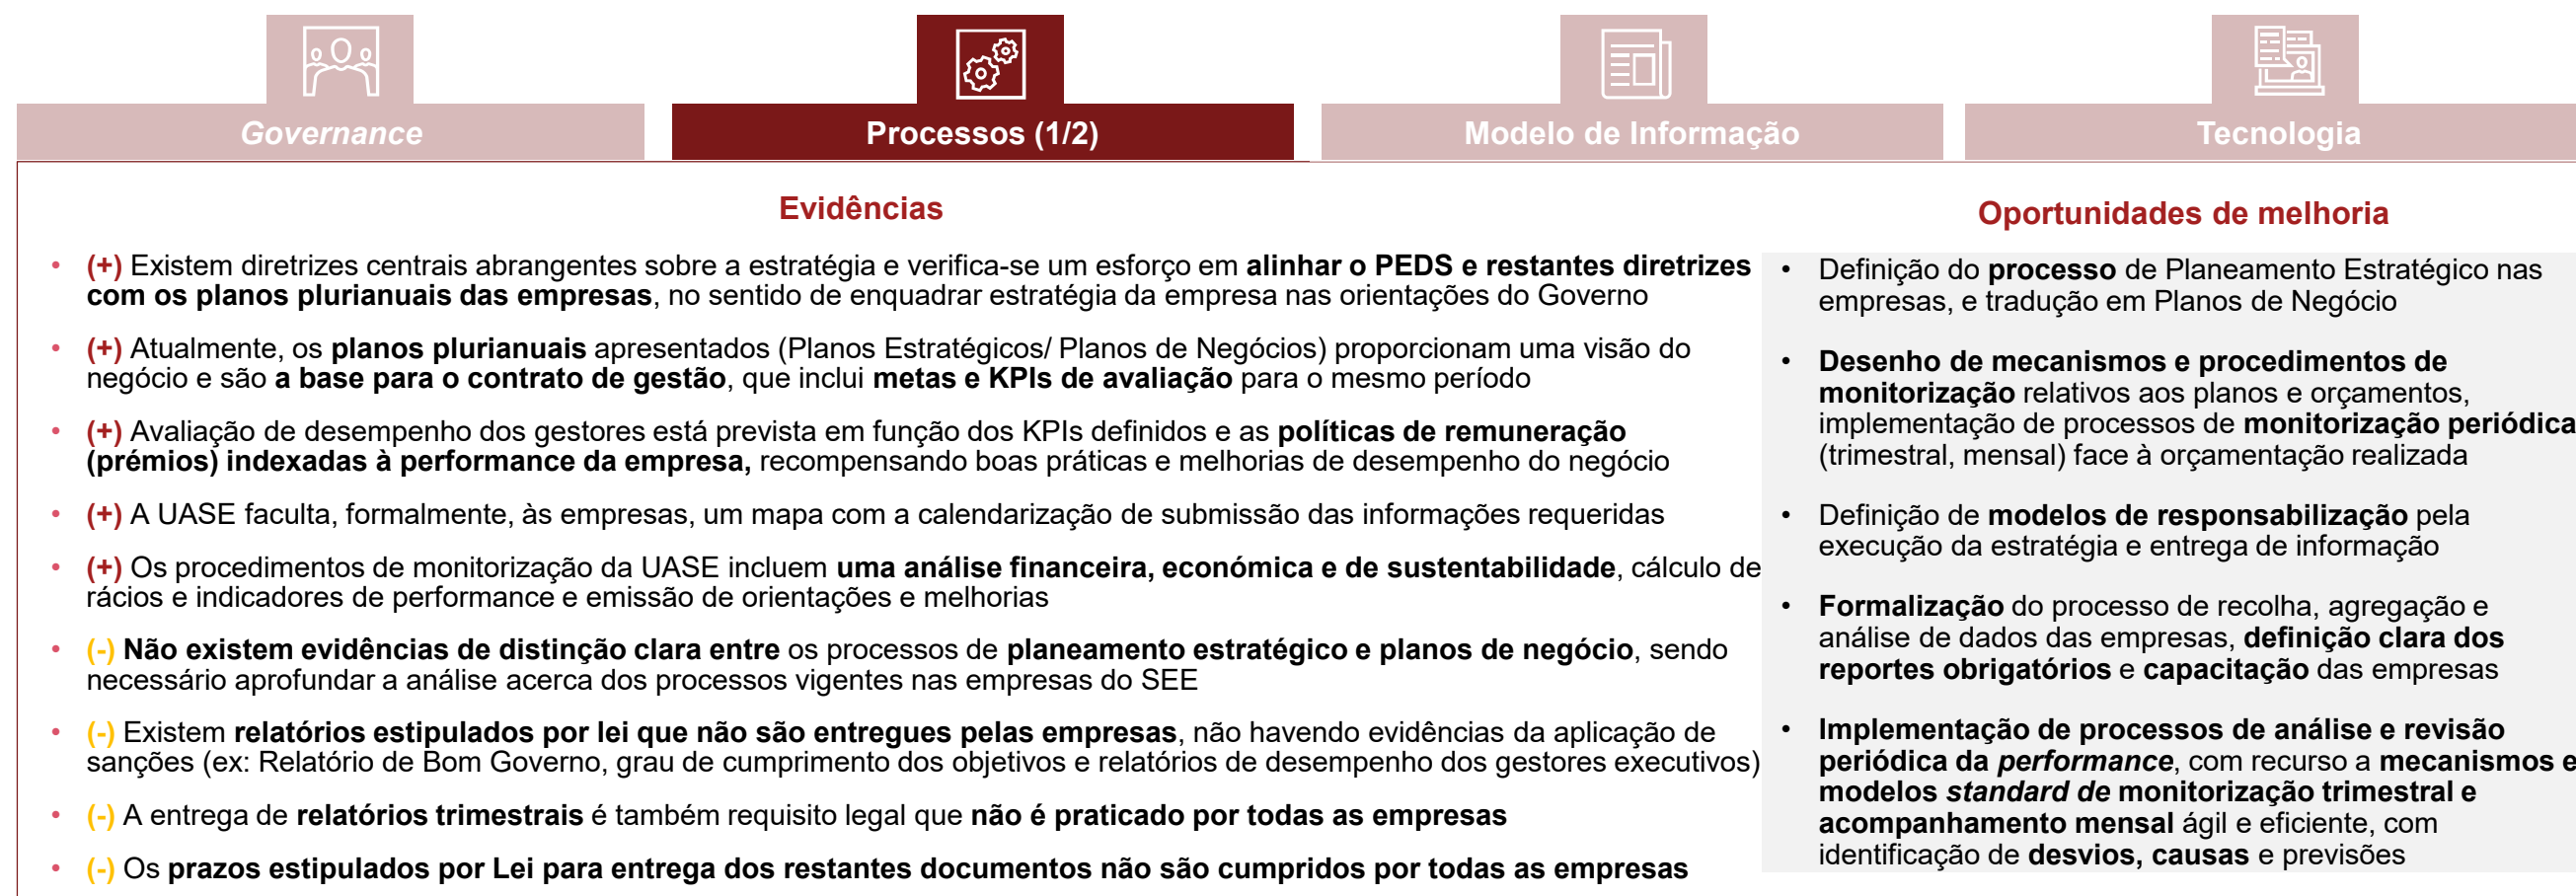 Governance
Processos (1/2)
Modelo de Informação
Tecnologia
Evidências
• (+) Existem diretrizes centrais abrangentes sobre a estratégia e verifica-se um esforço em alinhar o PEDS e restantes diretrizes
com os planos plurianuais das empresas, no sentido de enquadrar estratégia da empresa nas orientações do Governo
• (+) Atualmente, os planos plurianuais apresentados (Planos Estratégicos/ Planos de Negócios) proporcionam uma visão do
negócio e são a base para o contrato de gestão, que inclui metas e KPIs de avaliação para o mesmo período
• (+) Avaliação de desempenho dos gestores está prevista em função dos KPIs definidos e as políticas de remuneração
(prémios) indexadas à performance da empresa, recompensando boas práticas e melhorias de desempenho do negócio
• (+) A UASE faculta, formalmente, às empresas, um mapa com a calendarização de submissão das informações requeridas
• (+) Os procedimentos de monitorização da UASE incluem uma análise financeira, económica e de sustentabilidade, cálculo de
rácios e indicadores de performance e emissão de orientações e melhorias
• (-) Não existem evidências de distinção clara entre os processos de planeamento estratégico e planos de negócio, sendo
necessário aprofundar a análise acerca dos processos vigentes nas empresas do SEE
• (-) Existem relatórios estipulados por lei que não são entregues pelas empresas, não havendo evidências da aplicação de
sanções (ex: Relatório de Bom Governo, grau de cumprimento dos objetivos e relatórios de desempenho dos gestores executivos)
• (-) A entrega de relatórios trimestrais é também requisito legal que não é praticado por todas as empresas
• (-) Os prazos estipulados por Lei para entrega dos restantes documentos não são cumpridos por todas as empresas
Oportunidades de melhoria
• Definição do processo de Planeamento Estratégico nas
empresas, e tradução em Planos de Negócio
• Desenho de mecanismos e procedimentos de
monitorização relativos aos planos e orçamentos,
implementação de processos de monitorização periódica
(trimestral, mensal) face à orçamentação realizada
• Definição de modelos de responsabilização pela
execução da estratégia e entrega de informação
• Formalização do processo de recolha, agregação e
análise de dados das empresas, definição clara dos
reportes obrigatórios e capacitação das empresas
• Implementação de processos de análise e revisão
periódica da performance, com recurso a mecanismos e
modelos standard de monitorização trimestral e
acompanhamento mensal ágil e eficiente, com
identificação de desvios, causas e previsões